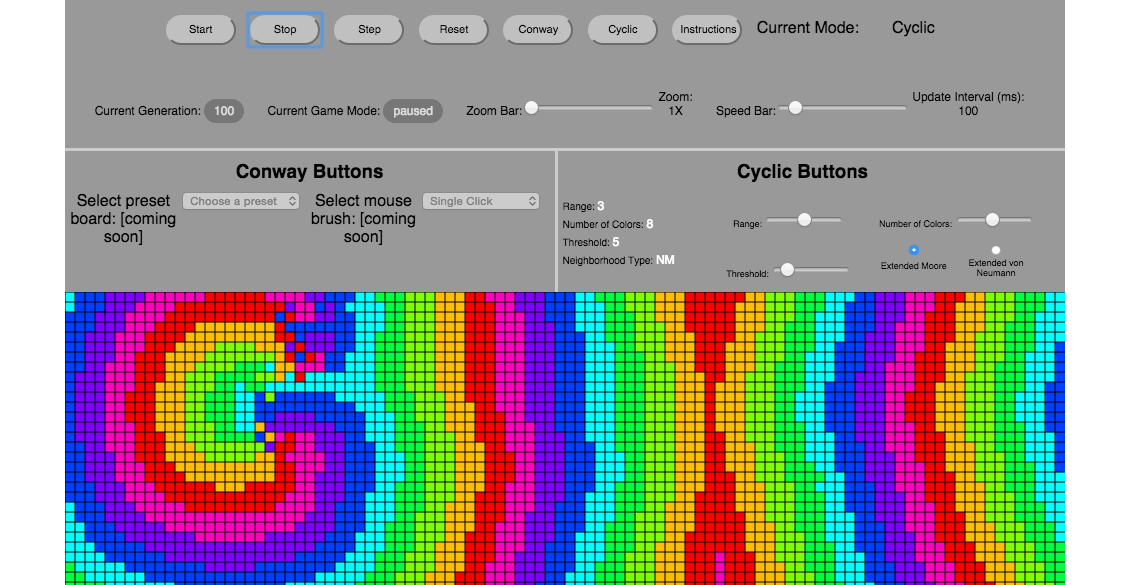 Start Stop Step Reset Conway Cyclic Instructions Current Mode: Cyclic
Current Generation: 100 Current Game Mode: paused Zoom Bar: Zoom: 1X Speed Bar: Update Interval (ms): 100
Conway Buttons
Select preset
board: [coming
soon]
Choose a preset
Select mouse
brush: [coming
soon]
Single Click
Cyclic Buttons
Range: 3
Number of Colors: 8
Threshold: 5
Neighborhood Type: NM
Range:
Number of Colors:
Threshold:
Extended Moore
Extended von
Neumann